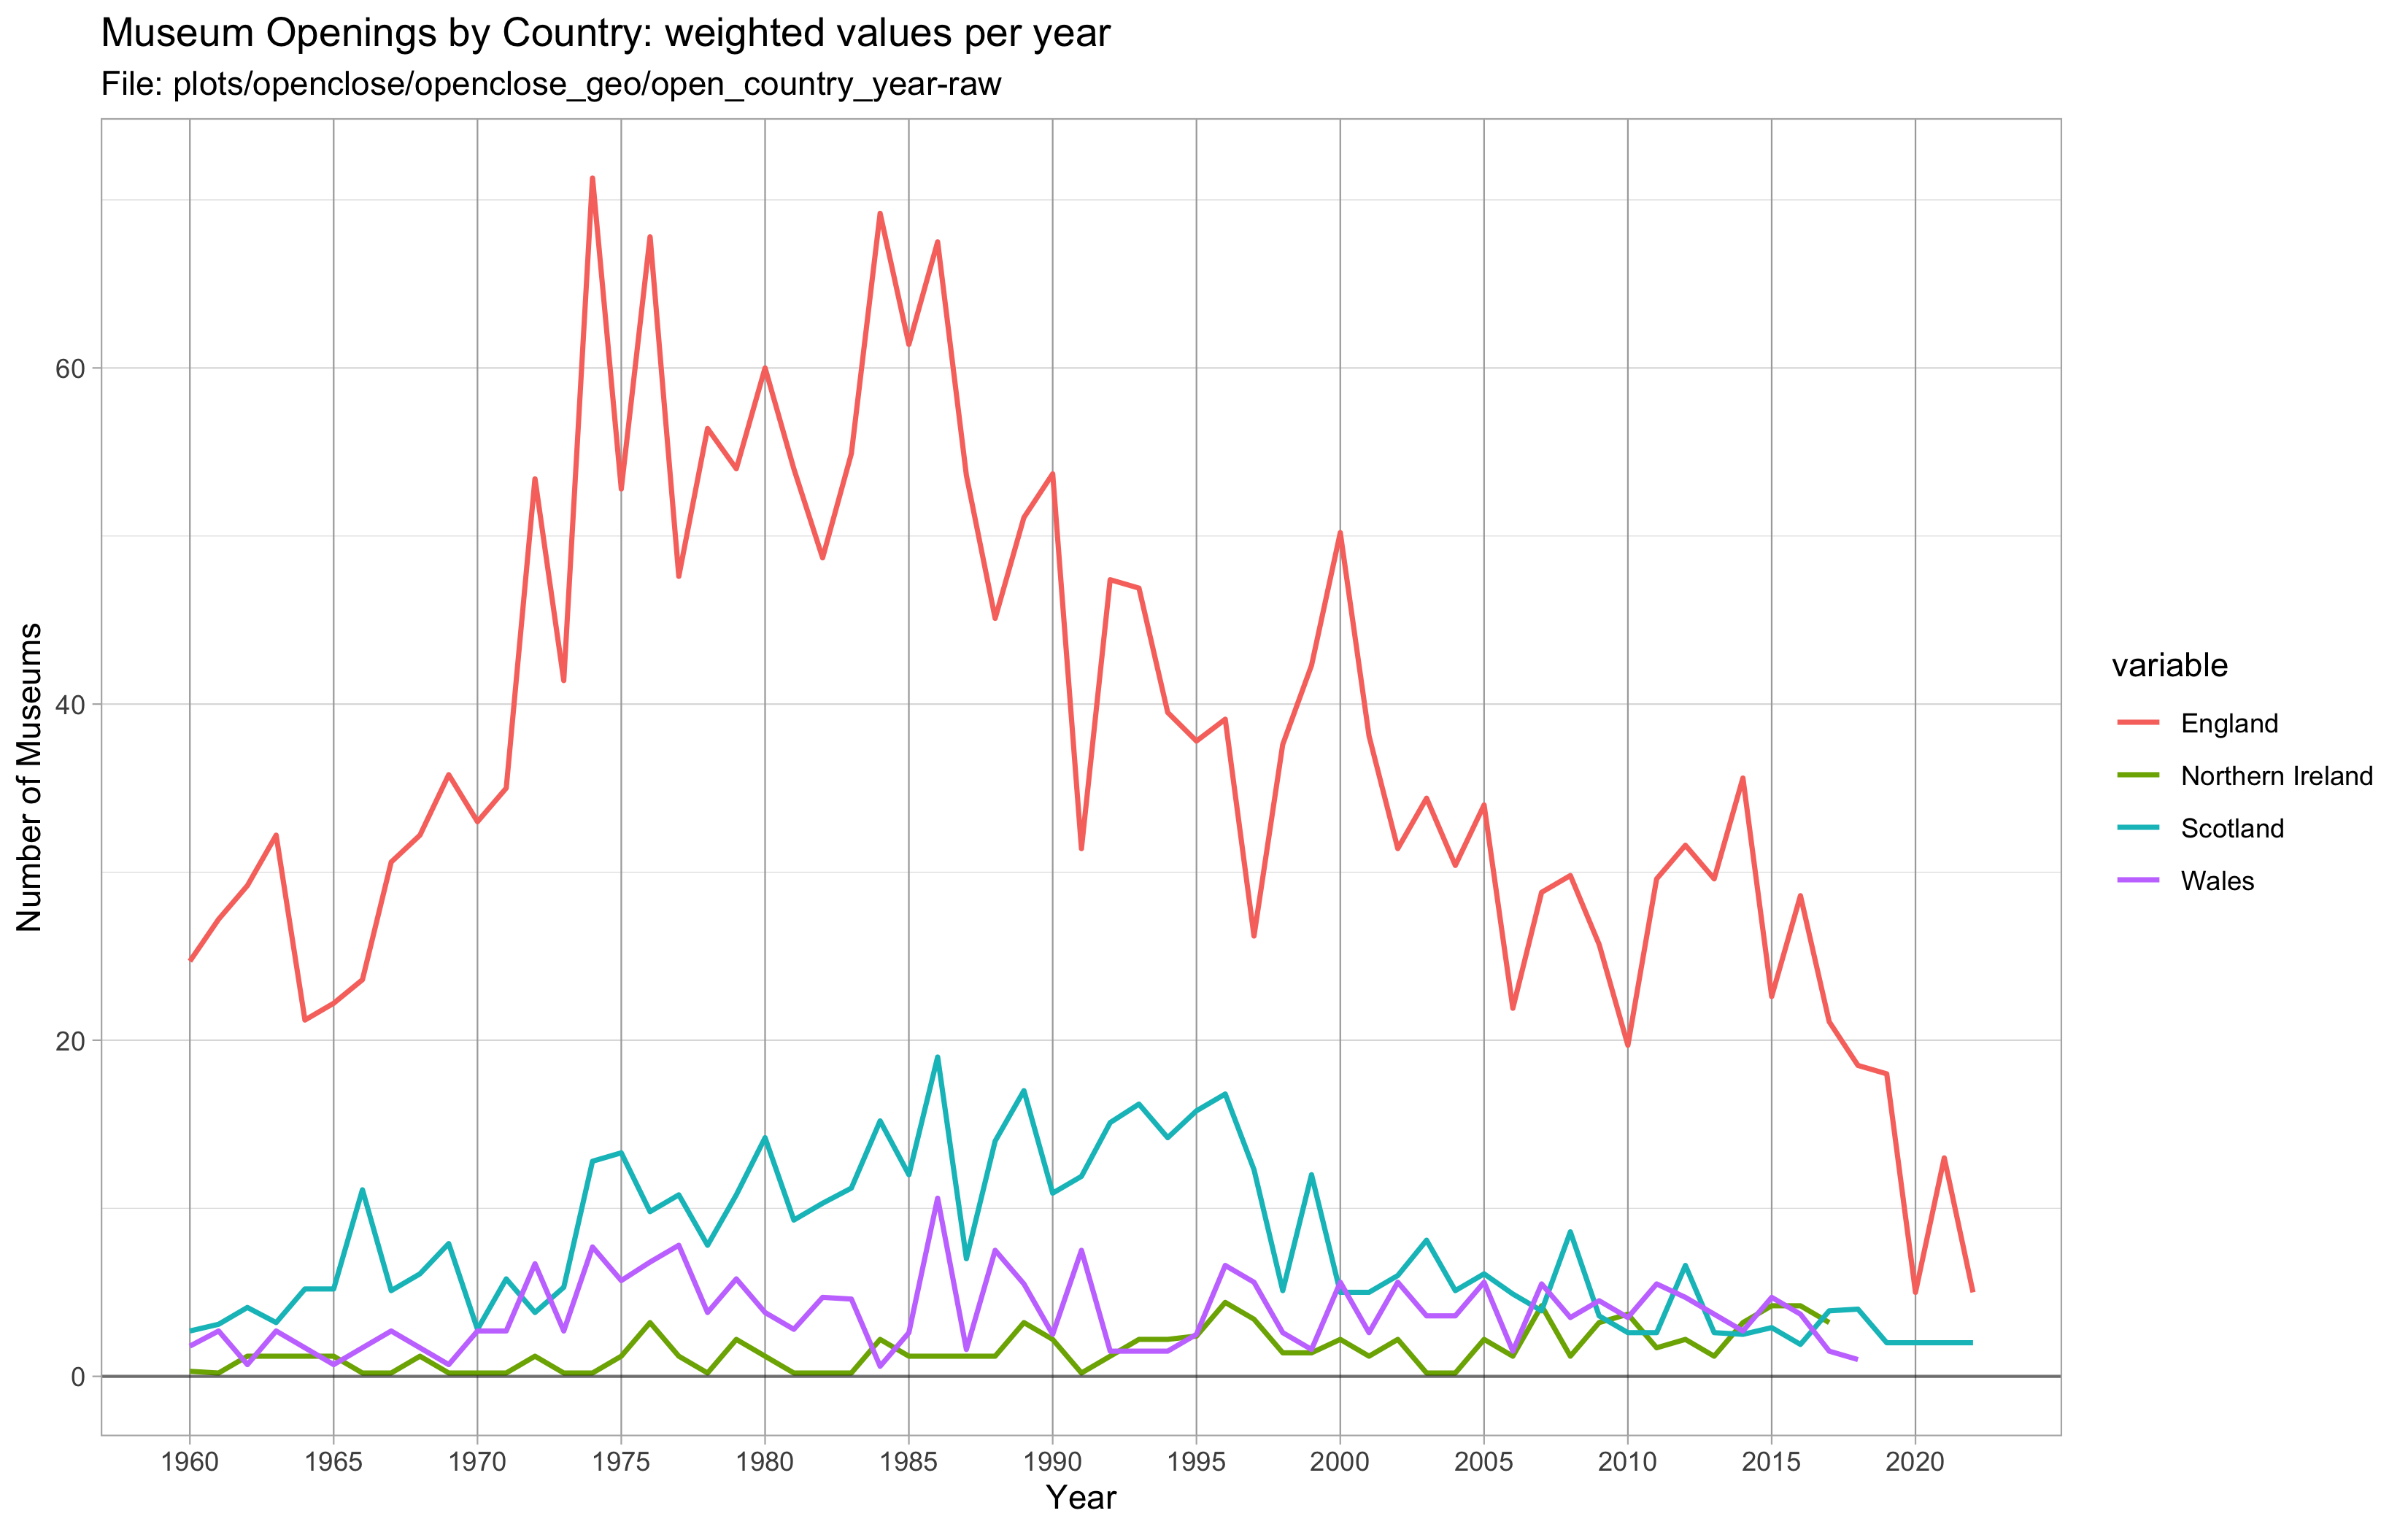 Museum Openings by Country: weighted values per year
File: plots/openclose/openclose_geo/open_country_year-raw
Number of Museums
60
40
20
0
1960 1965 1970 1975 1980 1985 1990 1995 2000 2005 2010 2015 2020
Year
variable
England
Northern Ireland
Scotland
Wales